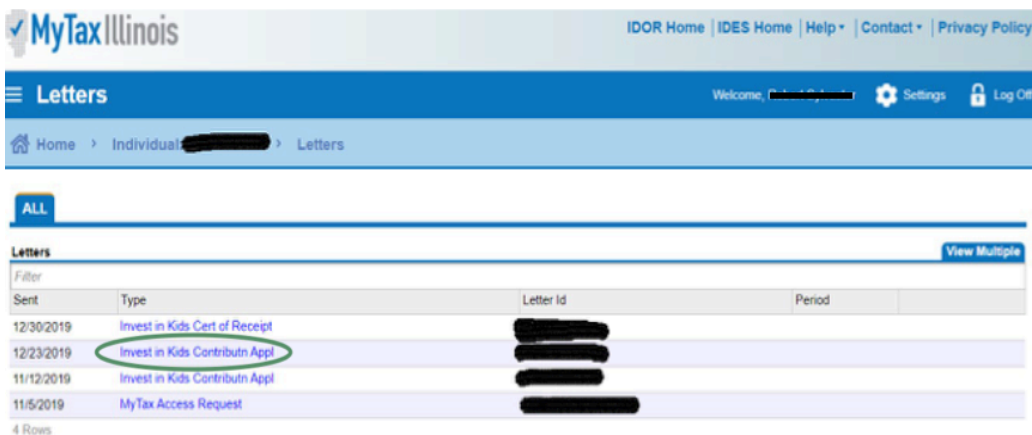 MyTax Illinois
IDOR Home | IDES Home | Help | Contact | Privacy Policy
Letters Welcome, Settings Log Off
Home > Individual: > Letters
ALL
Letters View Multiple
Filter
Sent Type Letter Id Period
12/30/2019 Invest in Kids Cert of Receipt
12/23/2019 Invest in Kids Contributn Appl
11/12/2019 Invest in Kids Contributn Appl
11/5/2019 MyTax Access Request
4 Rows